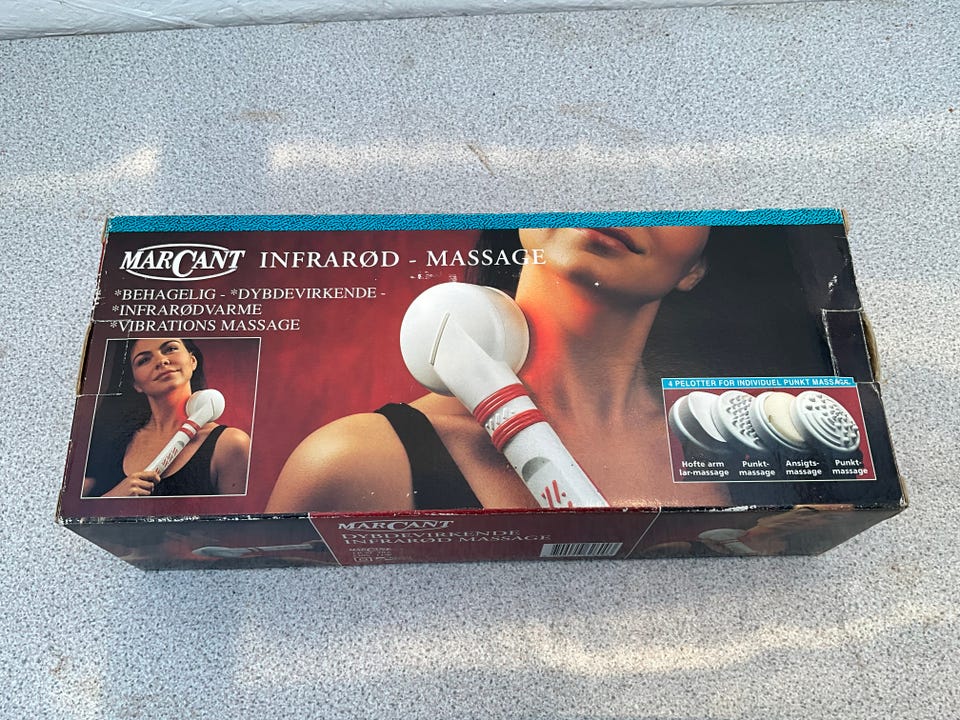 MARCANT INFRARØD - MASSAGE
*BEHAGELIG - *DYBDEVIRKENDE -
*INFRARØDVARME
*VIBRATIONS MASSAGE
4 PELOTTER FOR INDIVIDUEL PUNKT MASSAGE
Hofte arm
lår-massage
Punkt-
massage
Ansigts-
massage
Punkt-
massage
MARCANT
DYBDEVIRKENDE
INFRARØD MASSAGE